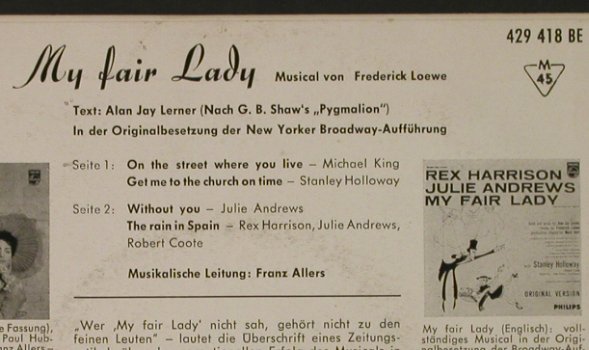 429 418 BE
My fair Lady Musical von Frederick Loewe
M
45
Text: Alan Jay Lerner (Nach G. B. Shaw's „Pygmalion")
In der Originalbesetzung der New Yorker Broadway-Aufführung
Seite 1: On the street where you live – Michael King
Get me to the church on time – Stanley Holloway
Seite 2: Without you – Julie Andrews
The rain in Spain – Rex Harrison, Julie Andrews,
Robert Coote
Musikalische Leitung: Franz Allers
REX HARRISON
JULIE ANDREWS
MY FAIR LADY
Stanley Holloway
ORIGINAL VERSION
PHILIPS
e Fassung),
Paul Hub-
nz Allers –
„Wer ‚My fair Lady' nicht sah, gehört nicht zu den
feinen Leuten" – lautet die Überschrift eines Zeitungs-
My fair Lady (Englisch): voll-
ständiges Musical in der Origi-